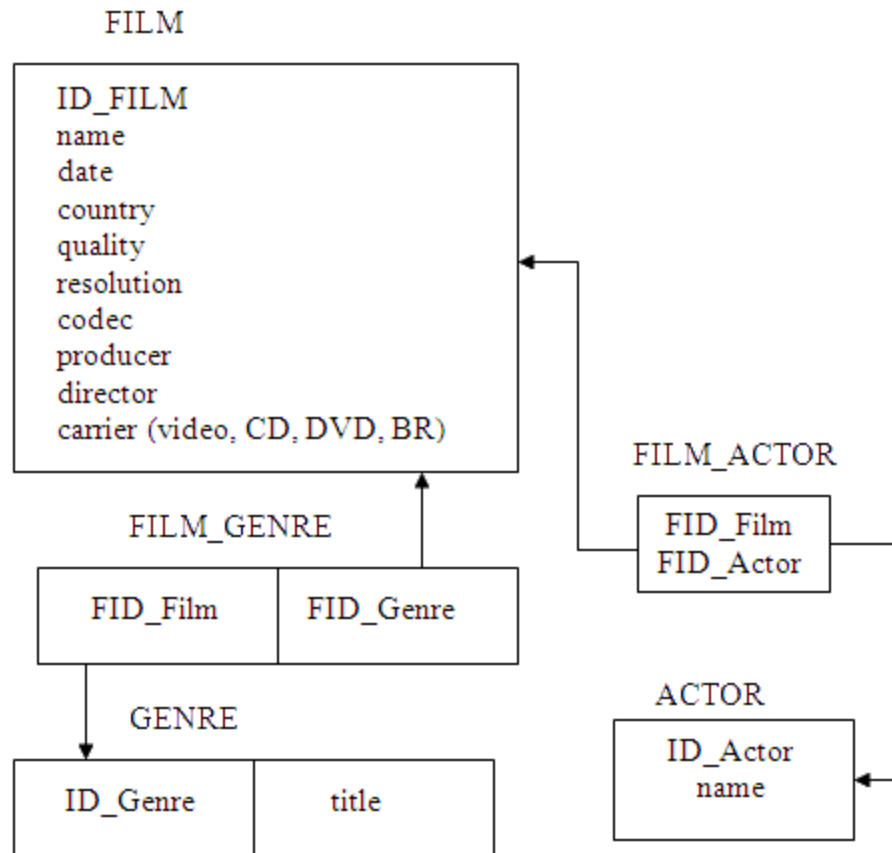 FILM
ID_FILM
name
date
country
quality
resolution
codec
producer
director
carrier (video, CD, DVD, BR)
FILM_GENRE
FID_Film FID_Genre
GENRE
ID_Genre title
FILM_ACTOR
FID_Film
FID_Actor
ACTOR
ID_Actor
name